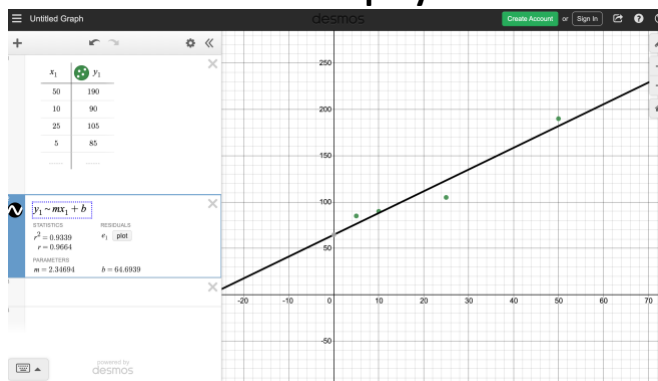 Untitled Graph
desmos
Create Account or Sign In
x₁ y₁
50 190
10 90
25 105
5 85
y₁ ~ mx₁ + b
STATISTICS RESIDUALS
r² = 0.9339 e₁ plot
r = 0.9664
PARAMETERS
m = 2.34694 b = 64.6939
powered by
desmos
250
200
150
100
50
-20 -10 0 10 20 30 40 50 60 70
-50